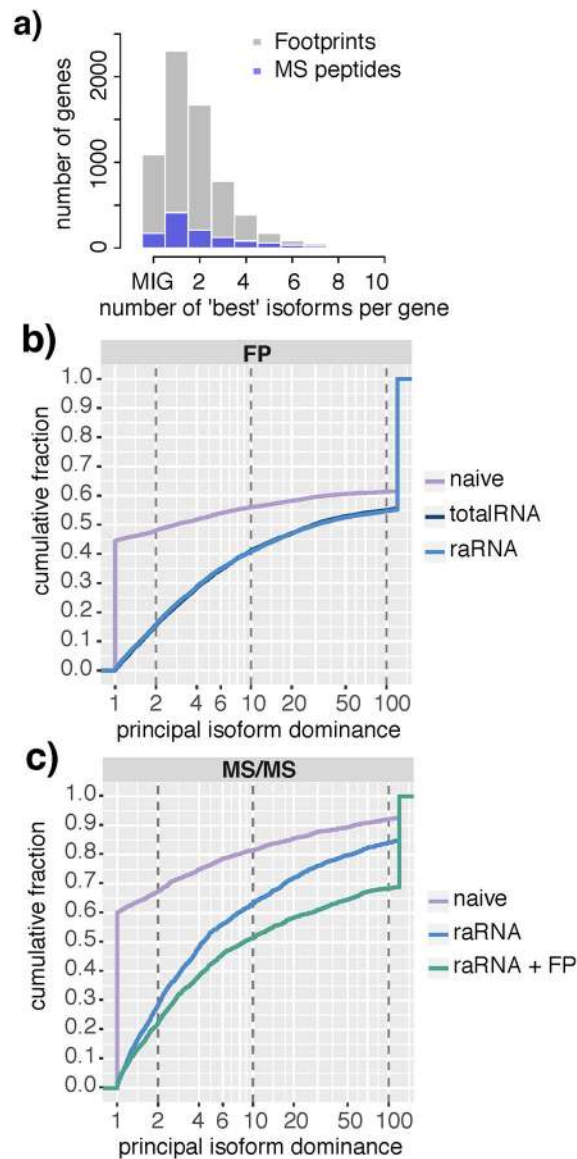 a)
Footprints
MS peptides
number of genes
2000
1000
0
MIG 2 4 6 8 10
number of 'best' isoforms per gene
b)
FP
1.0
0.9
0.8
0.7
0.6
0.5
0.4
0.3
0.2
0.1
0.0
cumulative fraction
naive
totalRNA
raRNA
1 2 4 6 10 20 50 100
principal isoform dominance
c)
MS/MS
1.0
0.9
0.8
0.7
0.6
0.5
0.4
0.3
0.2
0.1
0.0
cumulative fraction
naive
raRNA
raRNA + FP
1 2 4 6 10 20 50 100
principal isoform dominance